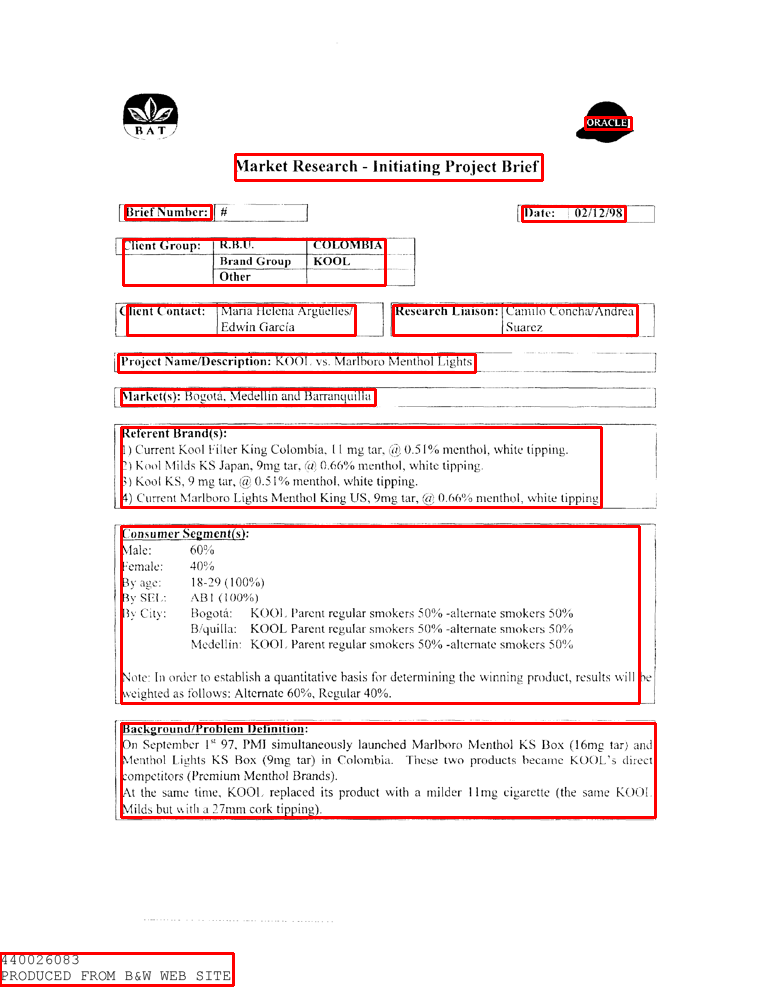 BAT
ORACLE
Market Research - Initiating Project Brief
Brief Number: #
Date: 02/12/98
Client Group: R.B.U. COLOMBIA
Brand Group KOOL
Other
Client Contact: Maria Helena Argüelles/
Edwin García
Research Liaison: Camilo Concha/Andrea
Suarez
Project Name/Description: KOOL vs. Marlboro Menthol Lights
Market(s): Bogotá, Medellin and Barranquilla
Referent Brand(s):
1) Current Kool Filter King Colombia, 11 mg tar, @ 0.51% menthol, white tipping.
2) Kool Milds KS Japan, 9mg tar, @ 0.66% menthol, white tipping.
3) Kool KS, 9 mg tar, @ 0.51% menthol, white tipping.
4) Current Marlboro Lights Menthol King US, 9mg tar, @ 0.66% menthol, white tipping
Consumer Segment(s):
Male: 60%
Female: 40%
By age: 18-29 (100%)
By SEL: AB1 (100%)
By City: Bogotá: KOOL Parent regular smokers 50% -alternate smokers 50%
B/quilla: KOOL Parent regular smokers 50% -alternate smokers 50%
Medellín: KOOL Parent regular smokers 50% -alternate smokers 50%
Note: In order to establish a quantitative basis for determining the winning product, results will be
weighted as follows: Alternate 60%, Regular 40%.
Background/Problem Definition:
On September 1st 97, PMI simultaneously launched Marlboro Menthol KS Box (16mg tar) and
Menthol Lights KS Box (9mg tar) in Colombia. These two products became KOOL's direct
competitors (Premium Menthol Brands).
At the same time, KOOL replaced its product with a milder 11mg cigarette (the same KOOL
Milds but with a 27mm cork tipping).
440026083
PRODUCED FROM B&W WEB SITE